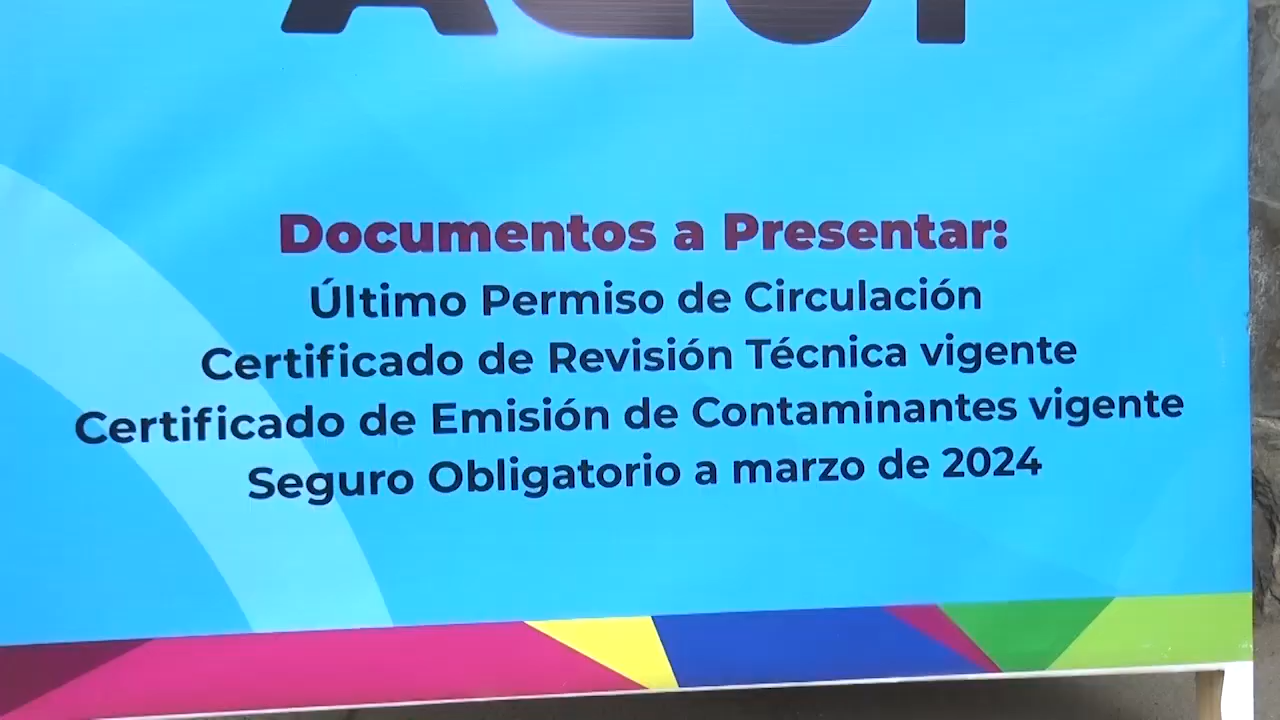 Documentos a Presentar:
Último Permiso de Circulación
Certificado de Revisión Técnica vigente
Certificado de Emisión de Contaminantes vigente
Seguro Obligatorio a marzo de 2024